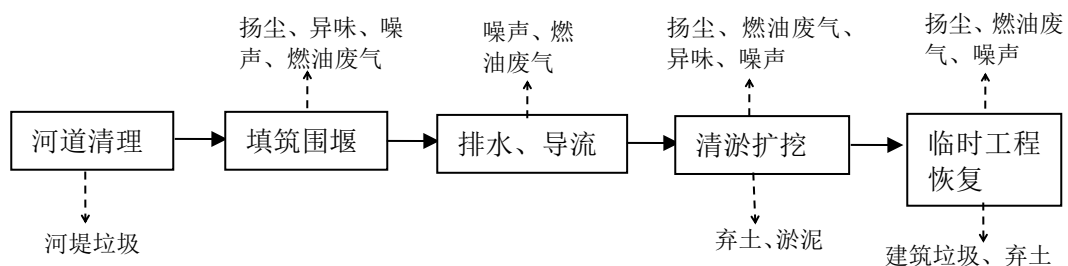 扬尘、异味、噪
声、燃油废气
噪声、燃
油废气
扬尘、燃油废气、
异味、噪声
扬尘、燃油废
气、噪声
河道清理
填筑围堰
排水、导流
清淤扩挖
临时工程
恢复
河堤垃圾
弃土、淤泥
建筑垃圾、弃土